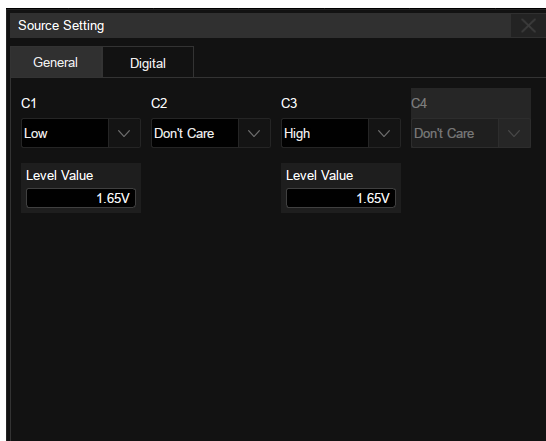 Source Setting
General Digital
C1 C2 C3 C4
Low Don't Care High Don't Care
Level Value Level Value
1.65V 1.65V